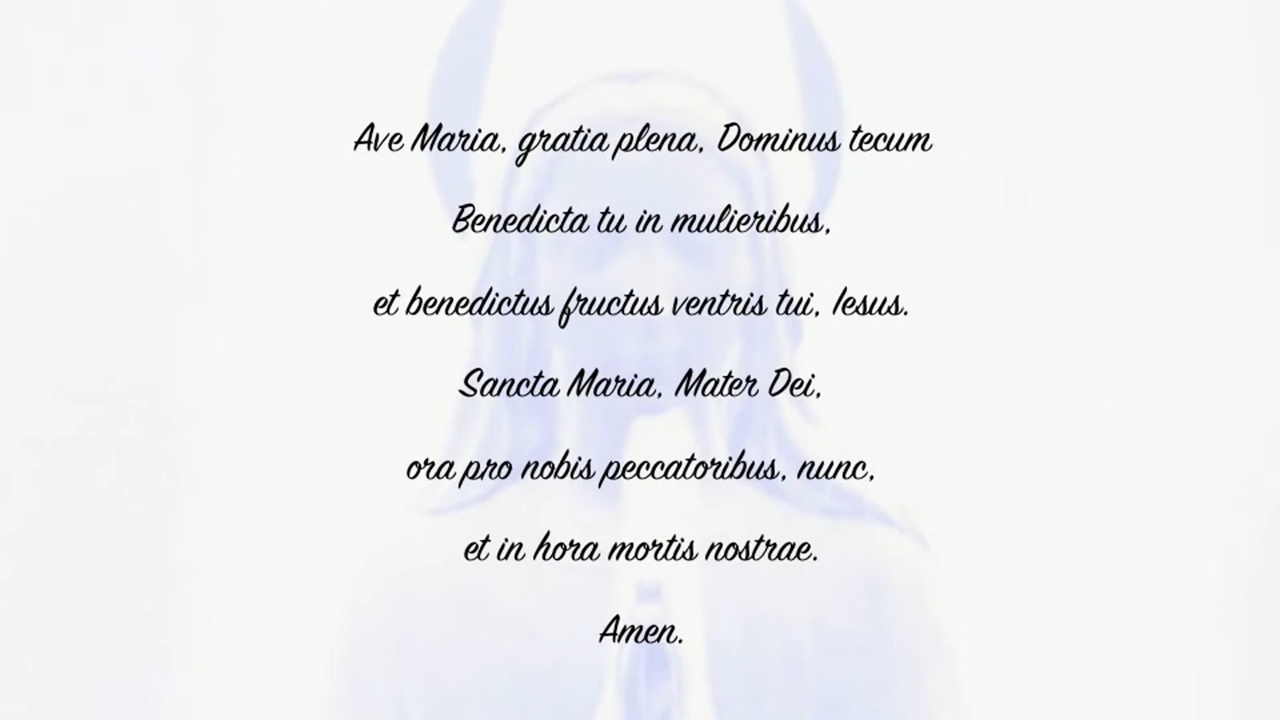 Ave Maria, gratia plena, Dominus tecum
Benedicta tu in mulieribus,
et benedictus fructus ventris tui, Iesus.
Sancta Maria, Mater Dei,
ora pro nobis peccatoribus, nunc,
et in hora mortis nostrae.
Amen.